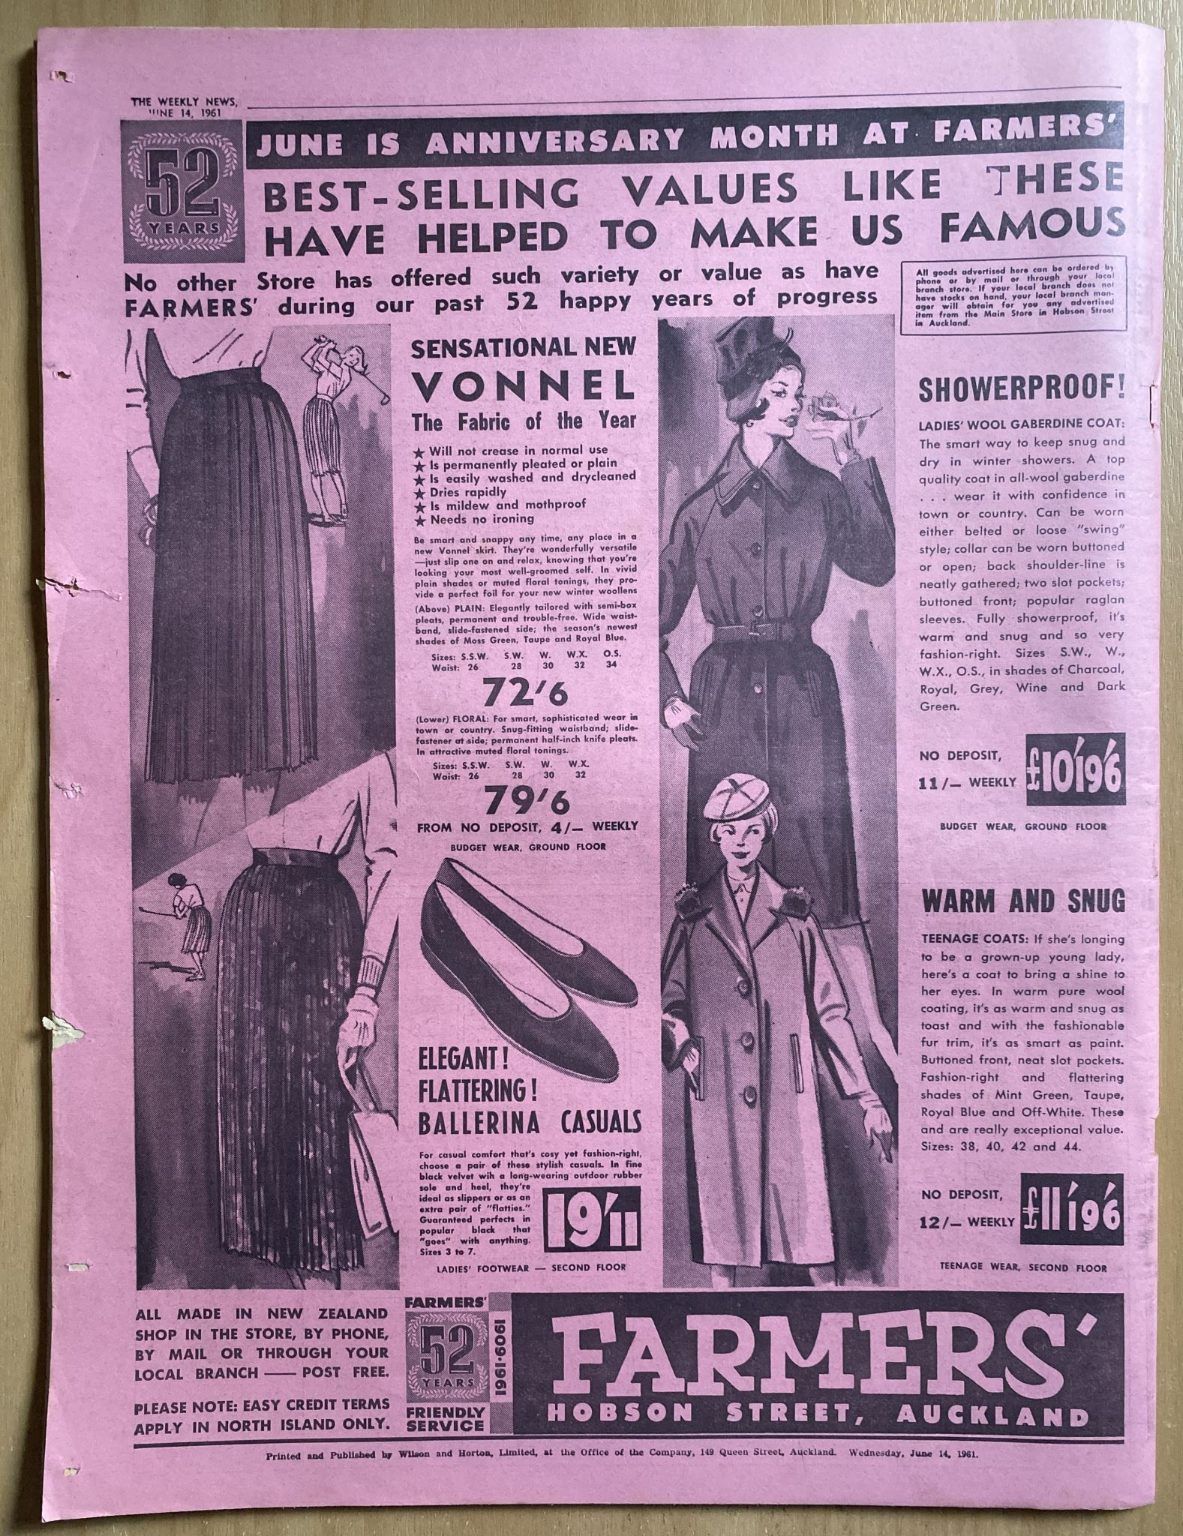 THE WEEKLY NEWS,
JUNE 14, 1961
52
YEARS
JUNE IS ANNIVERSARY MONTH AT FARMERS'
BEST-SELLING VALUES LIKE THESE
HAVE HELPED TO MAKE US FAMOUS
No other Store has offered such variety or value as have
FARMERS' during our past 52 happy years of progress
All goods advertised here can be ordered by
phone or by mail or through your local
branch store. If your local branch does not
have stocks on hand, your local branch man-
ager will obtain for you any advertised
item from the Main Store in Hobson Street
in Auckland.
SENSATIONAL NEW
VONNEL
The Fabric of the Year
★ Will not crease in normal use
★ Is permanently pleated or plain
★ Is easily washed and drycleaned
★ Dries rapidly
★ Is mildew and mothproof
★ Needs no ironing
Be smart and snappy any time, any place in a
new Vonnel skirt. They're wonderfully versatile
—just slip one on and relax, knowing that you're
looking your most well-groomed self. In vivid
plain shades or muted floral tonings, they pro-
vide a perfect foil for your new winter woollens
(Above) PLAIN: Elegantly tailored with semi-box
pleats, permanent and trouble-free. Wide waist-
band, slide-fastened side; the season's newest
shades of Moss Green, Taupe and Royal Blue.
Sizes: S.S.W. S.W. W. W.X. O.S.
Waist: 26 28 30 32 34
72'6
(Lower) FLORAL: For smart, sophisticated wear in
town or country. Snug-fitting waistband; slide-
fastener at side; permanent half-inch knife pleats.
In attractive muted floral tonings.
Sizes: S.S.W. S.W. W. W.X.
Waist: 26 28 30 32
79'6
FROM NO DEPOSIT, 4/— WEEKLY
BUDGET WEAR, GROUND FLOOR
ELEGANT!
FLATTERING!
BALLERINA CASUALS
For casual comfort that's cosy yet fashion-right,
choose a pair of these stylish casuals. In fine
black velvet wih a long-wearing outdoor rubber
sole and heel, they're
ideal as slippers or as an
extra pair of "flatties."
Guaranteed perfects in
popular black that
"goes" with anything.
Sizes 3 to 7.
19'11
LADIES' FOOTWEAR — SECOND FLOOR
SHOWERPROOF!
LADIES' WOOL GABERDINE COAT:
The smart way to keep snug and
dry in winter showers. A top
quality coat in all-wool gaberdine
. . . wear it with confidence in
town or country. Can be worn
either belted or loose "swing"
style; collar can be worn buttoned
or open; back shoulder-line is
neatly gathered; two slot pockets;
buttoned front; popular raglan
sleeves. Fully showerproof, it's
warm and snug and so very
fashion-right. Sizes S.W., W.,
W.X., O.S., in shades of Charcoal,
Royal, Grey, Wine and Dark
Green.
NO DEPOSIT,
11/— WEEKLY £10'19'6
BUDGET WEAR, GROUND FLOOR
WARM AND SNUG
TEENAGE COATS: If she's longing
to be a grown-up young lady,
here's a coat to bring a shine to
her eyes. In warm pure wool
coating, it's as warm and snug as
toast and with the fashionable
fur trim, it's as smart as paint.
Buttoned front, neat slot pockets.
Fashion-right and flattering
shades of Mint Green, Taupe,
Royal Blue and Off-White. These
and are really exceptional value.
Sizes: 38, 40, 42 and 44.
NO DEPOSIT,
12/— WEEKLY £11'19'6
TEENAGE WEAR, SECOND FLOOR
ALL MADE IN NEW ZEALAND
SHOP IN THE STORE, BY PHONE,
BY MAIL OR THROUGH YOUR
LOCAL BRANCH — POST FREE.
PLEASE NOTE: EASY CREDIT TERMS
APPLY IN NORTH ISLAND ONLY.
FARMERS'
52
YEARS
1909·1961
FRIENDLY
SERVICE
FARMERS'
HOBSON STREET, AUCKLAND
Printed and Published by Wilson and Horton, Limited, at the Office of the Company, 149 Queen Street, Auckland. Wednesday, June 14, 1961.